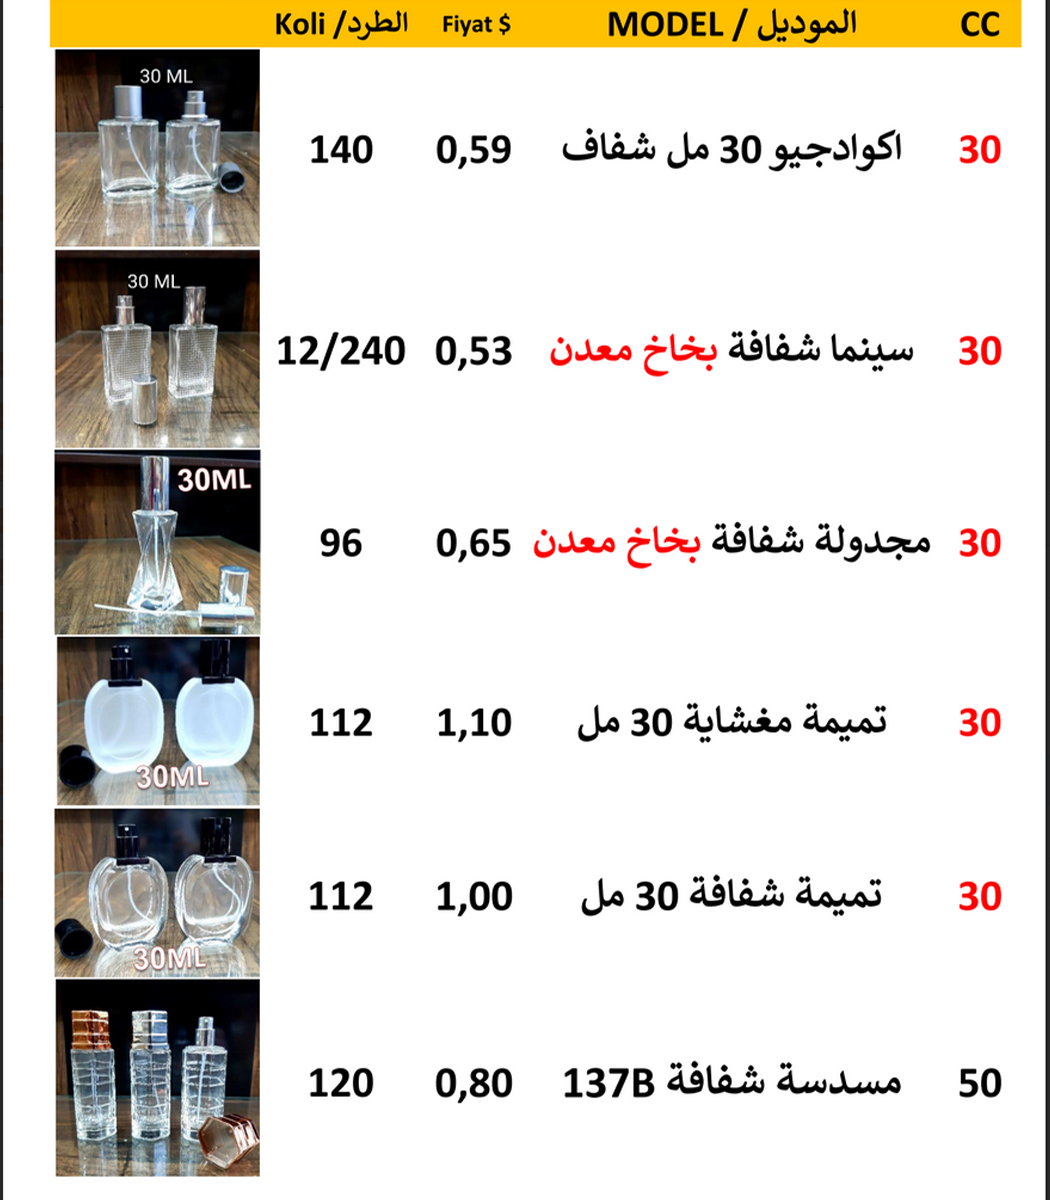 CC الموديل / MODEL Fiyat $ الطرد/ Koli
30 اكوادجيو 30 مل شفاف 0,59 140
30 ML
30 سينما شفافة بخاخ معدن 0,53 12/240
30 ML
30 مجدولة شفافة بخاخ معدن 0,65 96
30ML
30 تميمة مغشاية 30 مل 1,10 112
30ML
30 تميمة شفافة 30 مل 1,00 112
30ML
50 مسدسة شفافة 137B 0,80 120